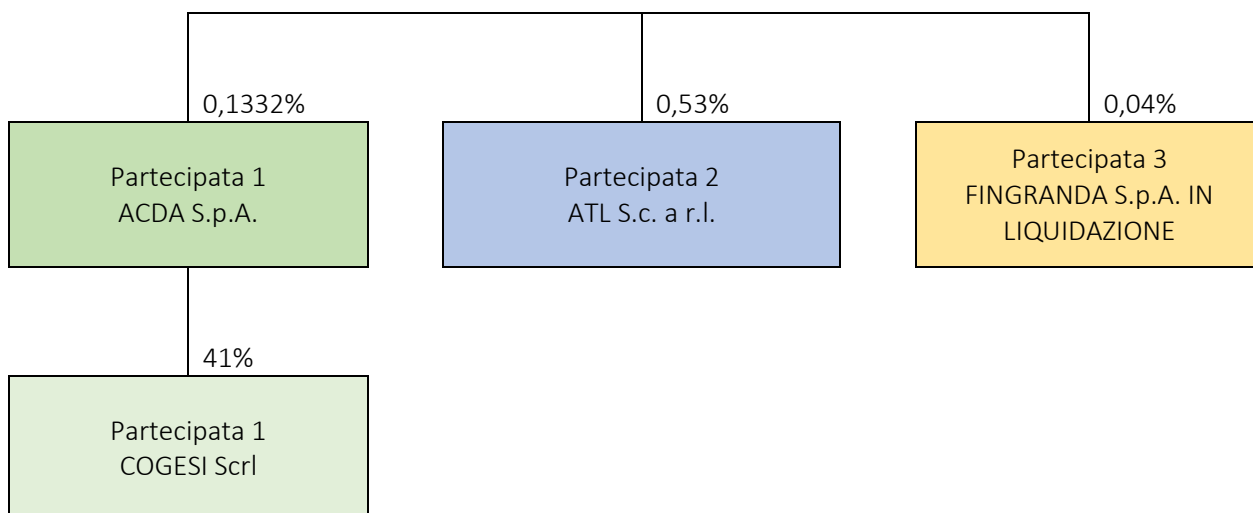 0,1332%
0,53%
0,04%
Partecipata 1
ACDA S.p.A.
Partecipata 2
ATL S.c. a r.l.
Partecipata 3
FINGRANDA S.p.A. IN
LIQUIDAZIONE
41%
Partecipata 1
COGESI Scrl